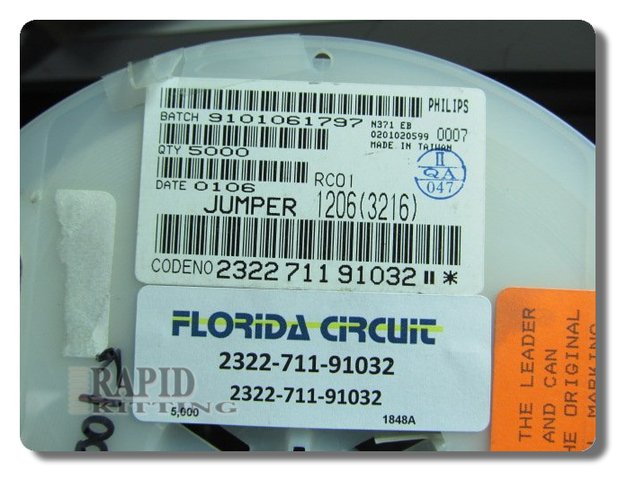 PHILIPS
BATCH 9101061797 N371 EB
0201020599 0007
MADE IN TAIWAN
QTY 5000
II
QA
047
RC01
DATE 0106
JUMPER 1206(3216)
CODENO 2322 711 91032 II *
FLORIDA CIRCUIT
2322-711-91032
2322-711-91032
5,000 1848A
RAPID
KITTING
THE LEADER
AND CAN
HE ORIGINAL
MARKING